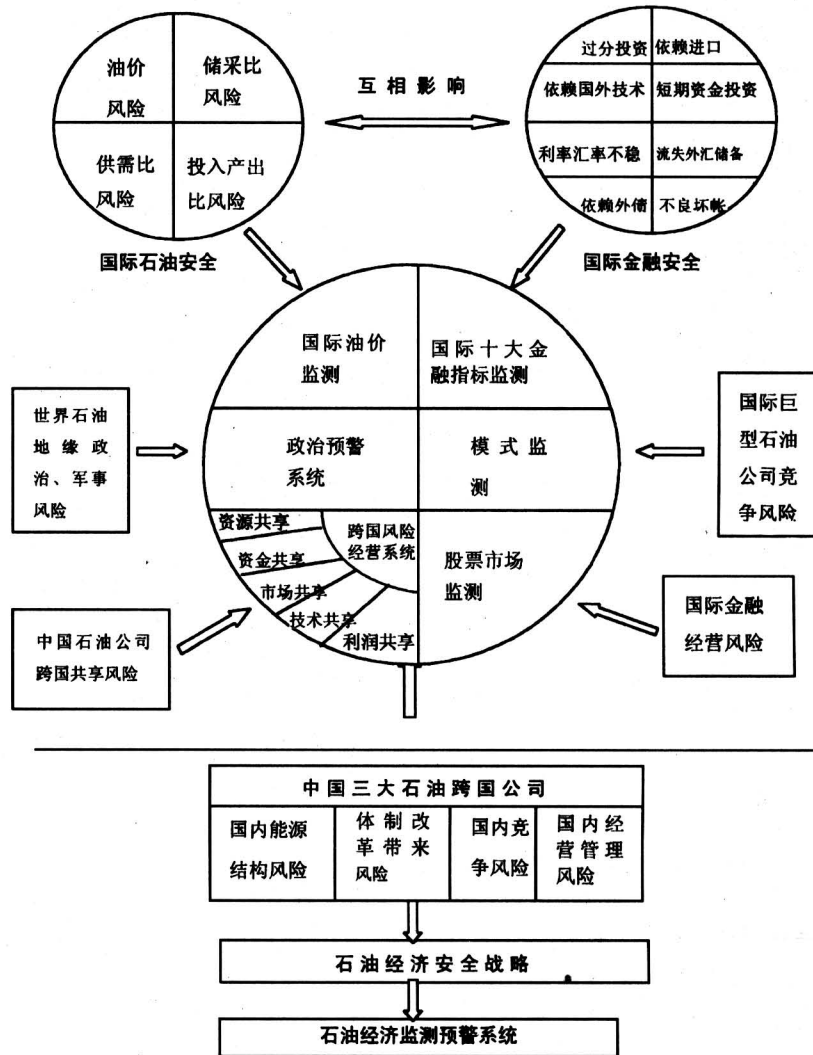 油价
风险
储采比
风险
供需比
风险
投入产出
比风险
国际石油安全
互相影响
过分投资
依赖进口
依赖国外技术
短期资金投资
利率汇率不稳
流失外汇储备
依赖外债
不良坏帐
国际金融安全
国际油价
监测
国际十大金
融指标监测
政治预警
系统
模式监
测
资源共享
资金共享
市场共享
技术共享
利润共享
跨国风险
经营系统
股票市场
监测
世界石油
地缘政
治、军事
风险
中国石油公司
跨国共享风险
国际巨
型石油
公司竞
争风险
国际金融
经营风险
中国三大石油跨国公司
国内能源
结构风险
体制改
革带来
风险
国内竞
争风险
国内经
营管理
风险
石油经济安全战略
石油经济监测预警系统